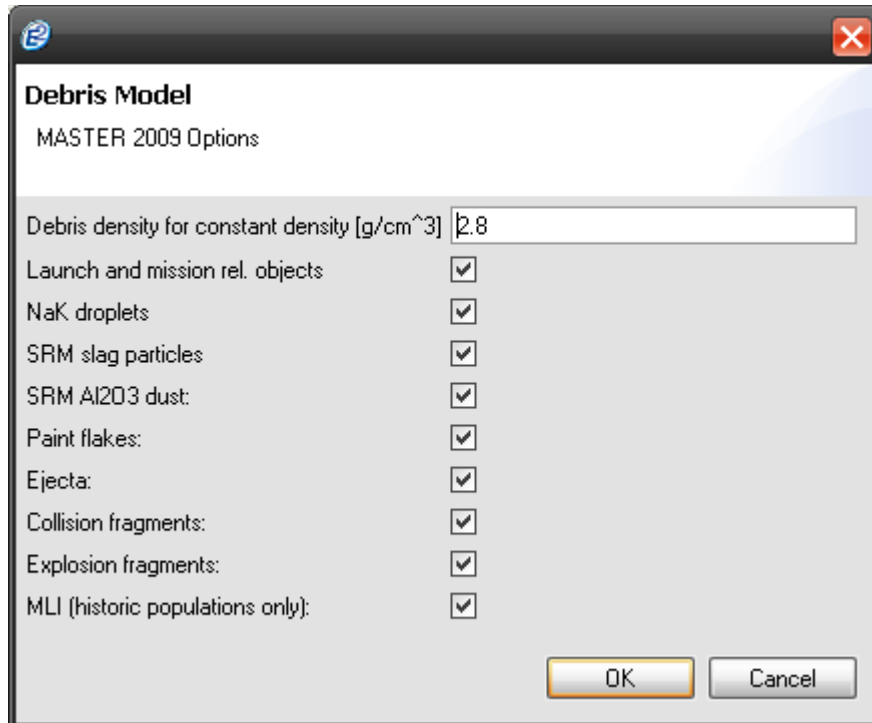 Debris Model
MASTER 2009 Options
Debris density for constant density [g/cm^3] 2.8
Launch and mission rel. objects
NaK droplets
SRM slag particles
SRM Al2O3 dust:
Paint flakes:
Ejecta:
Collision fragments:
Explosion fragments:
MLI (historic populations only):
OK Cancel